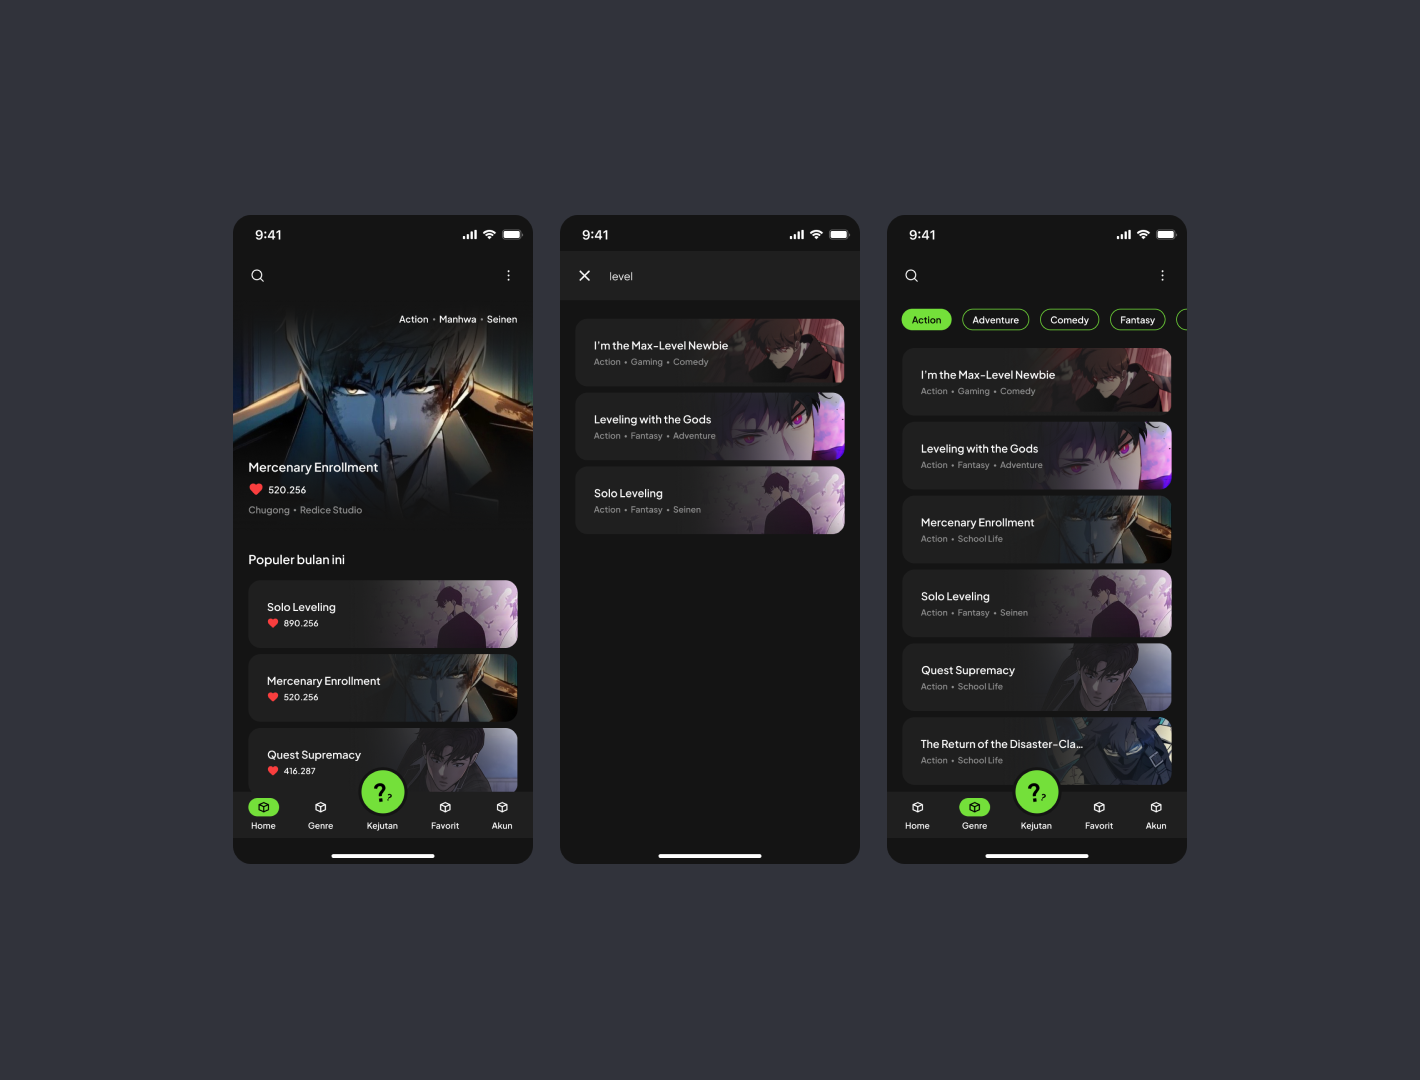 9:41
Action • Manhwa • Seinen
Mercenary Enrollment
520.256
Chugong • Redice Studio
Populer bulan ini
Solo Leveling
890.256
Mercenary Enrollment
520.256
Quest Supremacy
416.287
??
Home
Genre
Kejutan
Favorit
Akun
9:41
level
I'm the Max-Level Newbie
Action • Gaming • Comedy
Leveling with the Gods
Action • Fantasy • Adventure
Solo Leveling
Action • Fantasy • Seinen
9:41
Action
Adventure
Comedy
Fantasy
I'm the Max-Level Newbie
Action • Gaming • Comedy
Leveling with the Gods
Action • Fantasy • Adventure
Mercenary Enrollment
Action • School Life
Solo Leveling
Action • Fantasy • Seinen
Quest Supremacy
Action • School Life
The Return of the Disaster-Cla...
Action • School Life
??
Home
Genre
Kejutan
Favorit
Akun